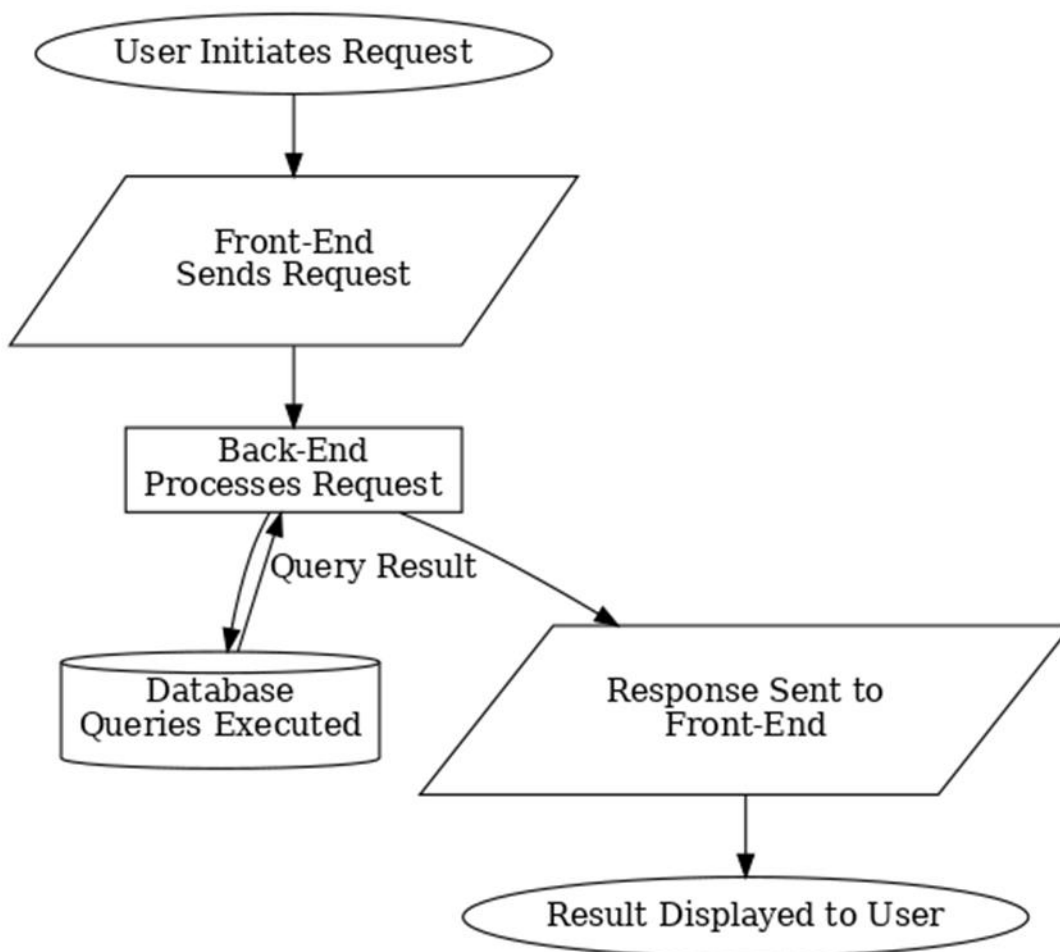 User Initiates Request
Front-End
Sends Request
Back-End
Processes Request
Query Result
Database
Queries Executed
Response Sent to
Front-End
Result Displayed to User